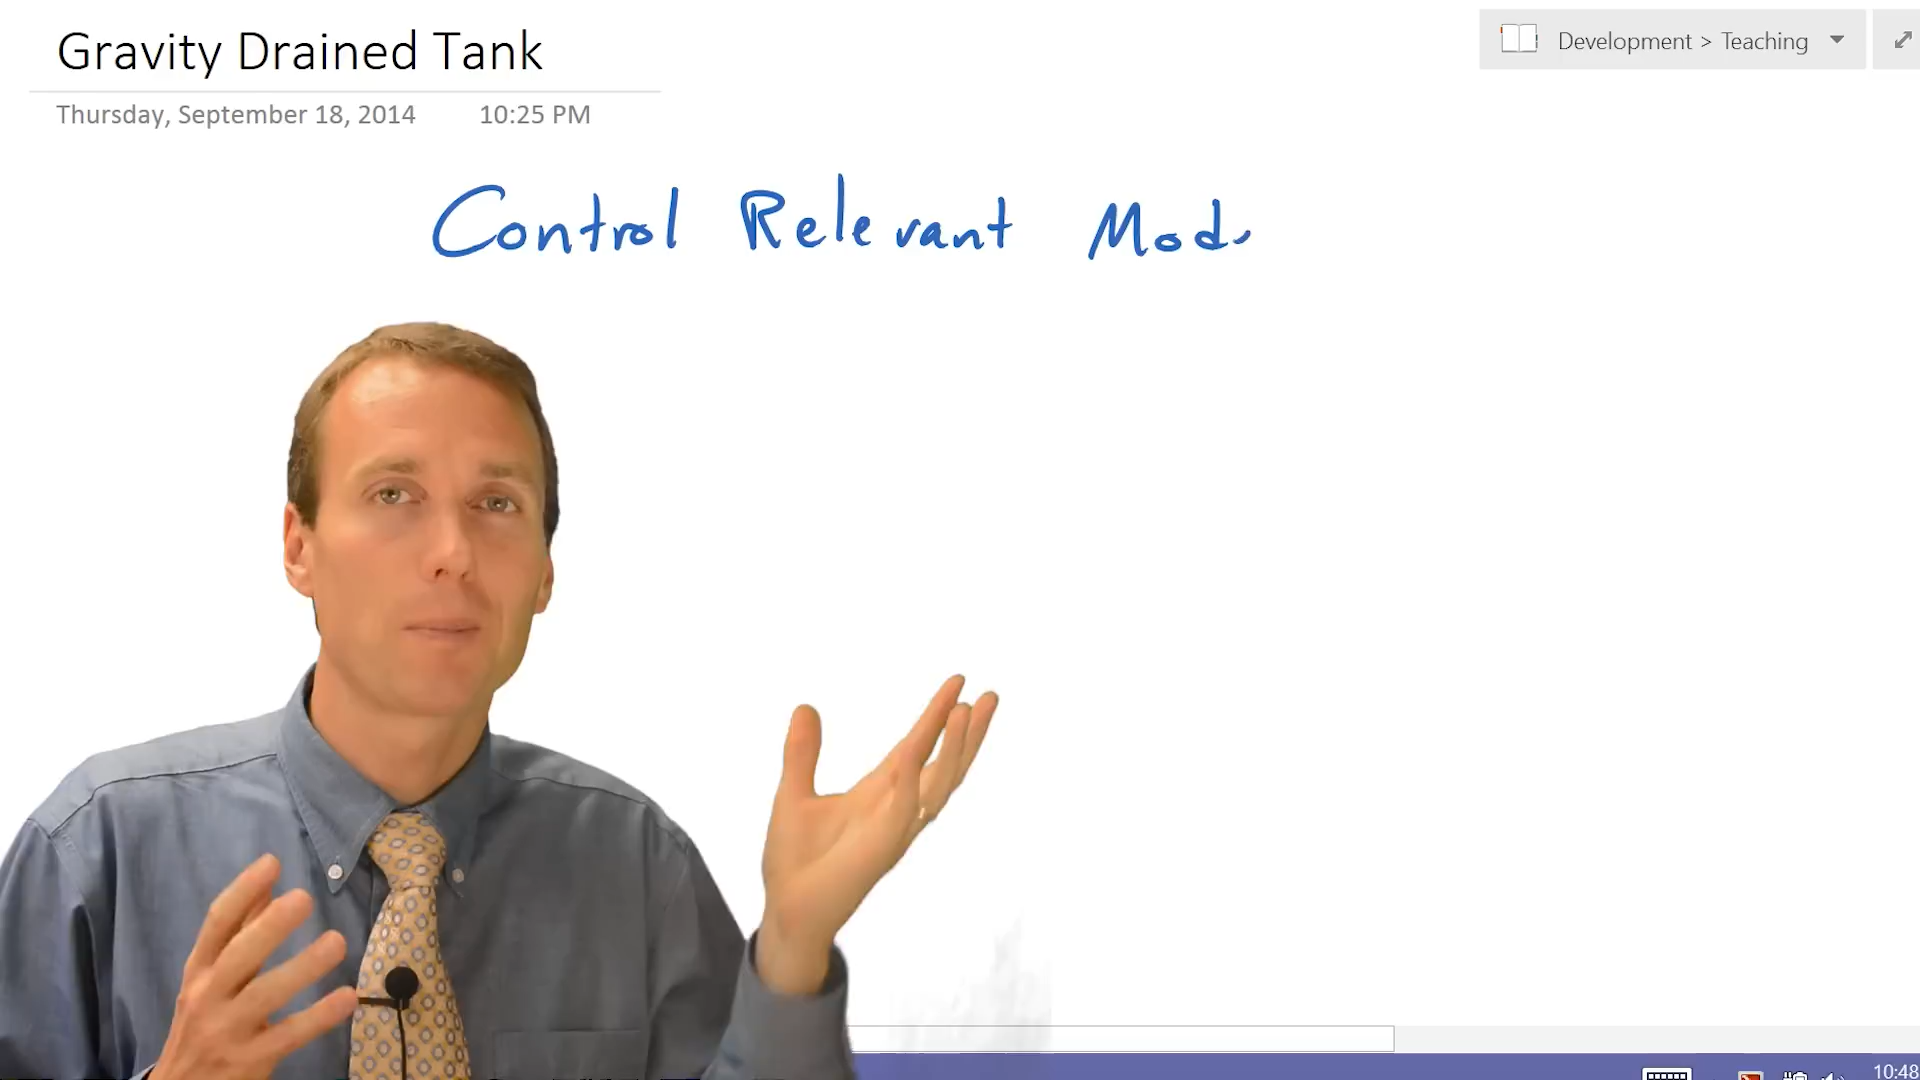 Gravity Drained Tank
Development > Teaching
Thursday, September 18, 2014 10:25 PM
Control Relevant Mod
10:48